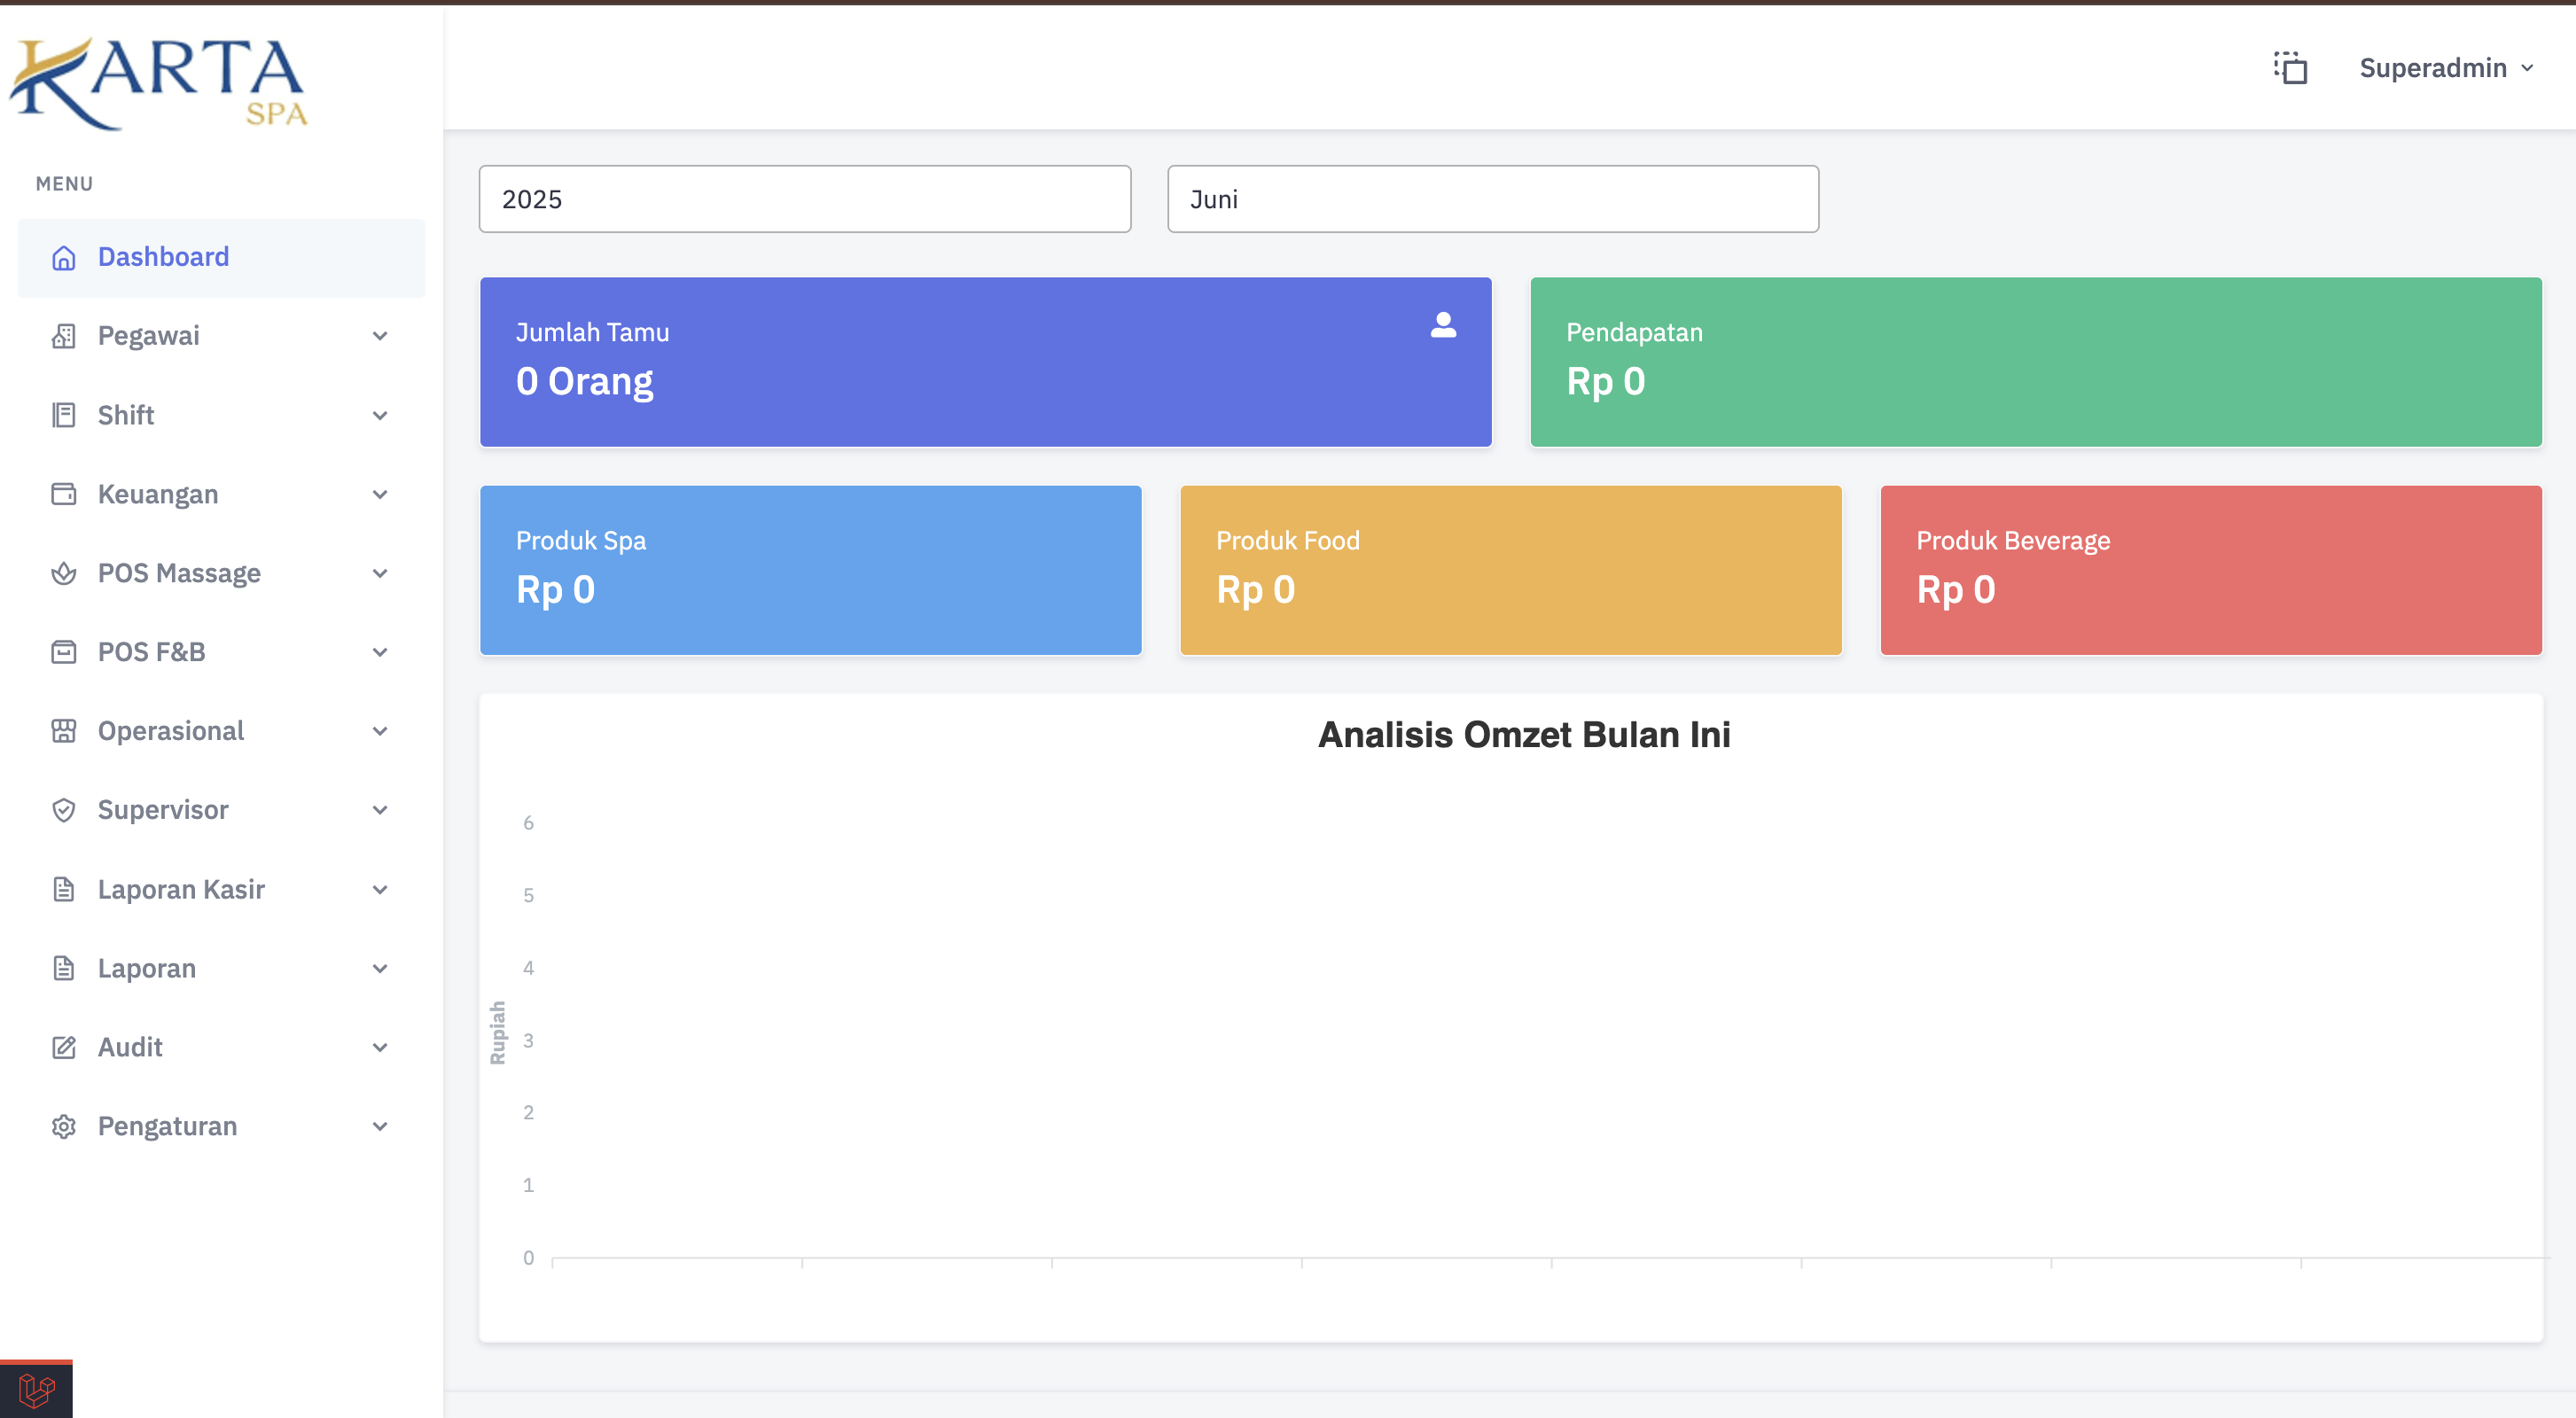 KARTA
SPA
Superadmin
MENU
Dashboard
Pegawai
Shift
Keuangan
POS Massage
POS F&B
Operasional
Supervisor
Laporan Kasir
Laporan
Audit
Pengaturan
2025
Juni
Jumlah Tamu
0 Orang
Pendapatan
Rp 0
Produk Spa
Rp 0
Produk Food
Rp 0
Produk Beverage
Rp 0
Analisis Omzet Bulan Ini
Rupiah
6
5
4
3
2
1
0